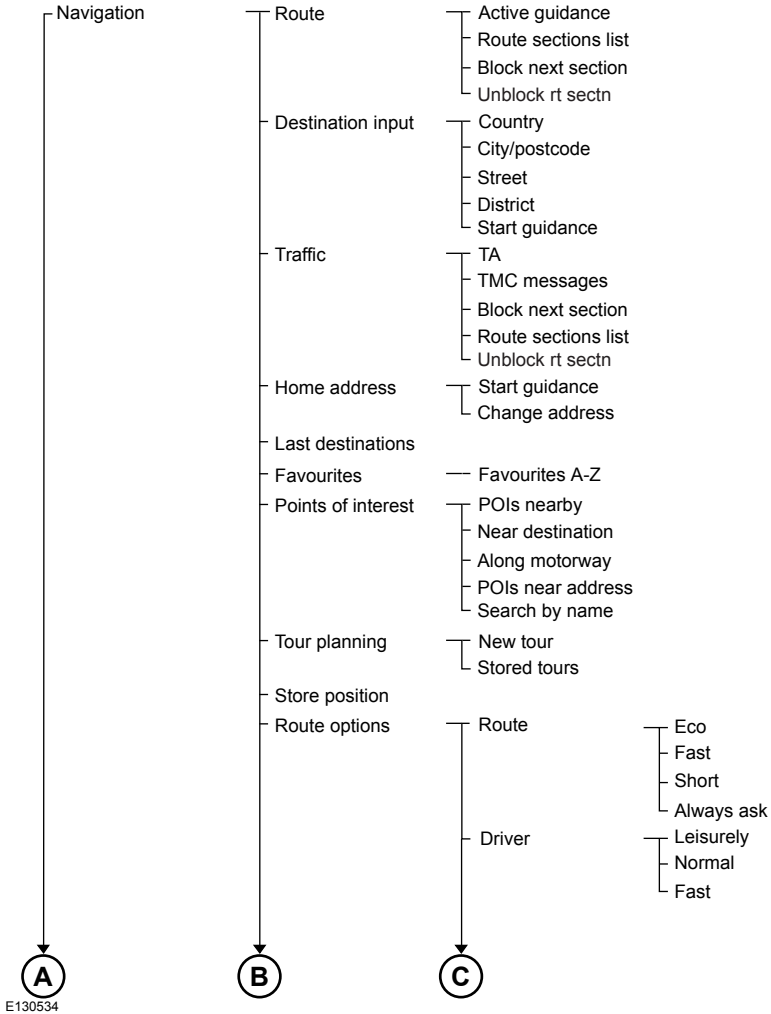 Navigation
Route
Active guidance
Route sections list
Block next section
Unblock rt sectn
Destination input
Country
City/postcode
Street
District
Start guidance
Traffic
TA
TMC messages
Block next section
Route sections list
Unblock rt sectn
Home address
Start guidance
Change address
Last destinations
Favourites
Favourites A-Z
Points of interest
POIs nearby
Near destination
Along motorway
POIs near address
Search by name
Tour planning
New tour
Stored tours
Store position
Route options
Route
Eco
Fast
Short
Always ask
Driver
Leisurely
Normal
Fast
A
B
C
E130534